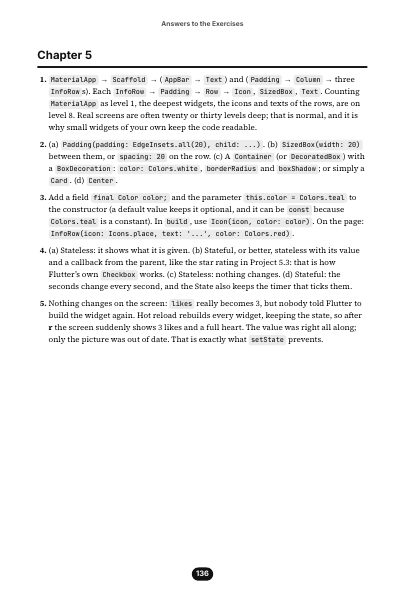 Answers to the Exercises
Chapter 5
1. MaterialApp → Scaffold → ( AppBar → Text ) and ( Padding → Column → three
InfoRow s). Each InfoRow → Padding → Row → Icon , SizedBox , Text . Counting
MaterialApp as level 1, the deepest widgets, the icons and texts of the rows, are on
level 8. Real screens are often twenty or thirty levels deep; that is normal, and it is
why small widgets of your own keep the code readable.
2. (a) Padding(padding: EdgeInsets.all(20), child: ...) . (b) SizedBox(width: 20)
between them, or spacing: 20 on the row. (c) A Container (or DecoratedBox ) with
a BoxDecoration : color: Colors.white , borderRadius and boxShadow ; or simply a
Card . (d) Center .
3. Add a field final Color color; and the parameter this.color = Colors.teal to
the constructor (a default value keeps it optional, and it can be const because
Colors.teal is a constant). In build , use Icon(icon, color: color) . On the page:
InfoRow(icon: Icons.place, text: '...', color: Colors.red) .
4. (a) Stateless: it shows what it is given. (b) Stateful, or better, stateless with its value
and a callback from the parent, like the star rating in Project 5.3: that is how
Flutter's own Checkbox works. (c) Stateless: nothing changes. (d) Stateful: the
seconds change every second, and the State also keeps the timer that ticks them.
5. Nothing changes on the screen: likes really becomes 3, but nobody told Flutter to
build the widget again. Hot reload rebuilds every widget, keeping the state, so after
r the screen suddenly shows 3 likes and a full heart. The value was right all along;
only the picture was out of date. That is exactly what setState prevents.
136